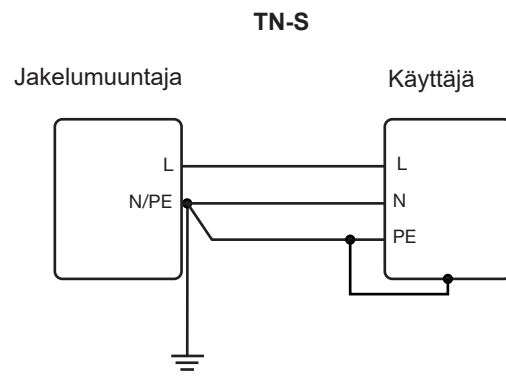 TN-S
Jakelumuuntaja
Käyttäjä
L
L
N/PE
N
PE